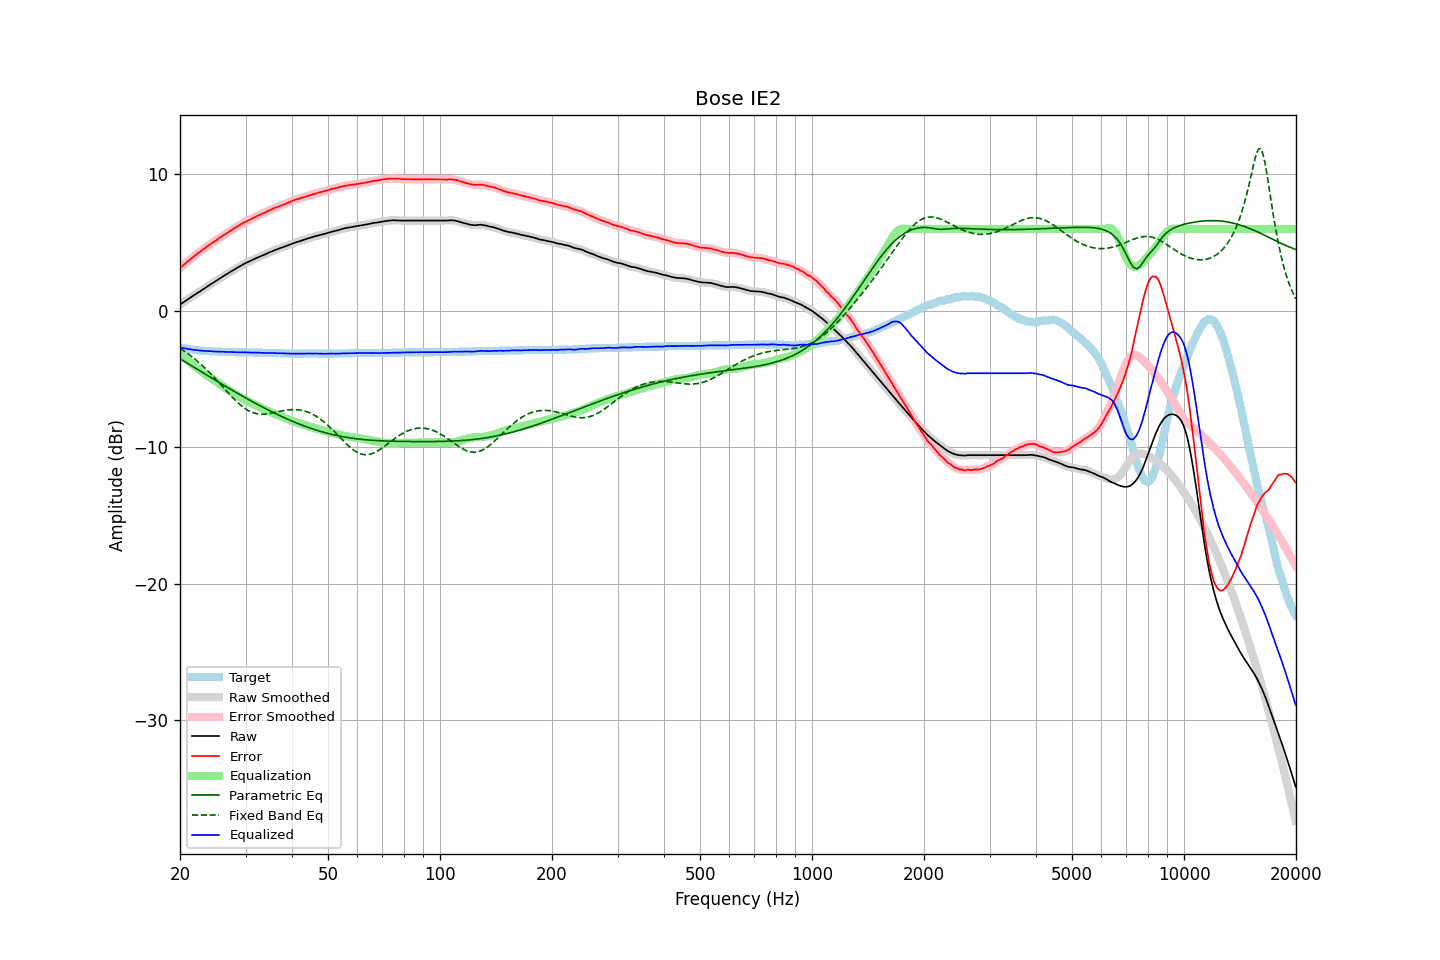 Bose IE2
Amplitude (dBr)
10
0
−10
−20
−30
Target
Raw Smoothed
Error Smoothed
Raw
Error
Equalization
Parametric Eq
Fixed Band Eq
Equalized
20 50 100 200 500 1000 2000 5000 10000 20000
Frequency (Hz)